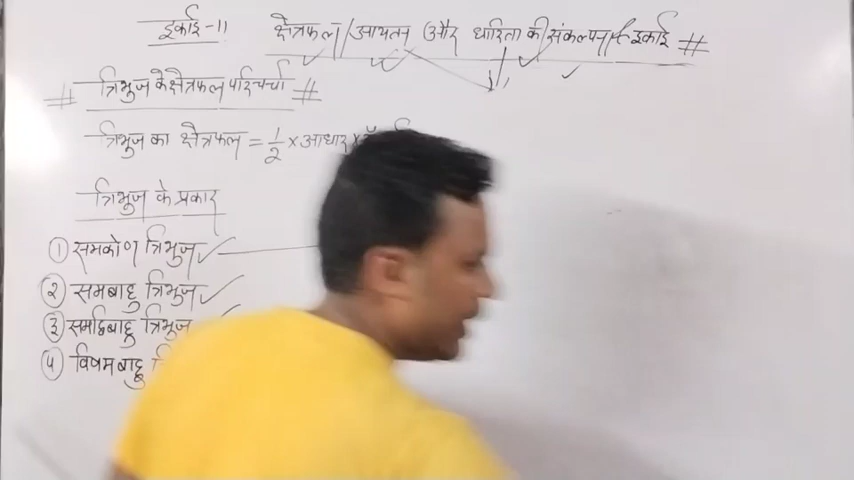 इकाई-11 क्षेत्रफल/आयतन और धारिता की संकल्पना/इकाई #
# त्रिभुज के क्षेत्रफल परिचर्चा #
त्रिभुज का क्षेत्रफल = 1/2 × आधार ×
त्रिभुज के प्रकार
① समकोण त्रिभुज
② समबाहु त्रिभुज
③ समद्विबाहु त्रिभुज
④ विषमबाहु